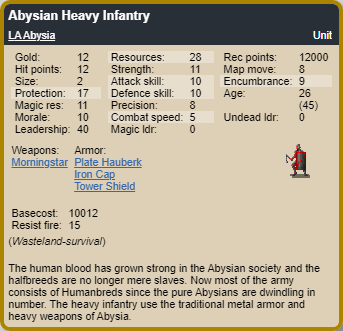 Abysian Heavy Infantry
LA Abysia Unit
Gold: 12 Resources: 28 Rec points: 12000
Hit points: 12 Strength: 11 Map move: 8
Size: 2 Attack skill: 10 Encumbrance: 9
Protection: 17 Defence skill: 10 Age: 26
Magic res: 11 Precision: 8 (45)
Morale: 10 Combat speed: 5 Undead ldr: 0
Leadership: 40 Magic ldr: 0
Weapons: Armor:
Morningstar Plate Hauberk
Iron Cap
Tower Shield
Basecost: 10012
Resist fire: 15
(Wasteland-survival)
The human blood has grown strong in the Abysian society and the
halfbreeds are no longer mere slaves. Now most of the army
consists of Humanbreds since the pure Abysians are dwindling in
number. The heavy infantry use the traditional metal armor and
heavy weapons of Abysia.